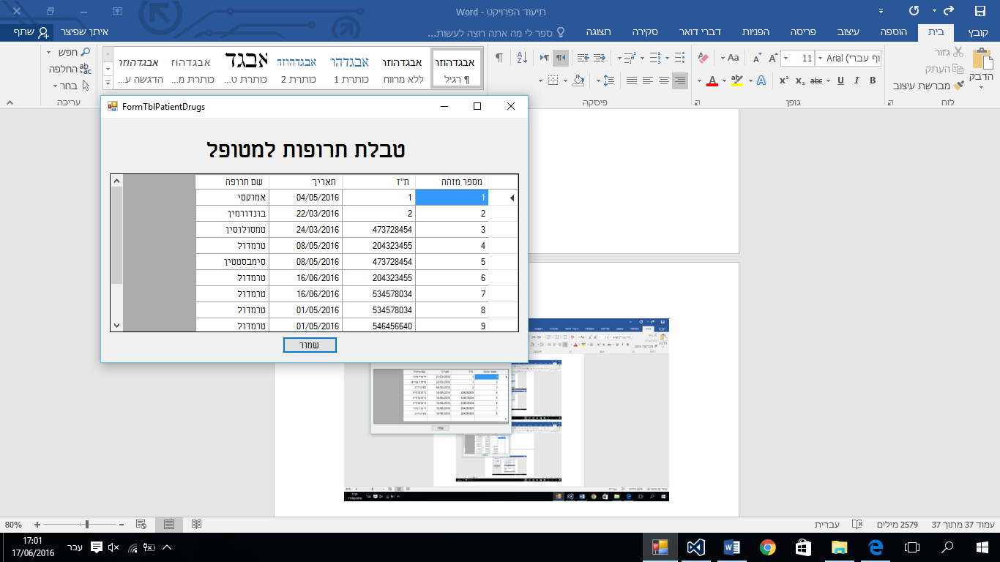 תיעוד הפרויקט - Word
קובץ בית הוספה עיצוב פריסה הפניות דברי דואר סקירה תצוגה ספר לי מה אתה רוצה לעשות... איתך שפיצר שתף
הדבק
גזור
העתק
מברשת עיצוב
לוח
Arial (וף עברי 11
גופן
פיסקה
אבגדהוזר אבגדהוזר אבגדהו אבגדהוזח אבגד אבגדהוזח אבגדהוזר
¶ רגיל ללא מרווח כותרת 1 כותרת 2 כותרת ט... כותרת מ... הדגשה ע...
חפש
החלפה
בחר
עריכה
FormTblPatientDrugs
טבלת תרופות למטופל
מספר מזהה ת"ז תאריך שם תרופה
1 1 04/05/2016 אמוקסי
2 2 22/03/2016 בונדורמין
3 473728454 24/03/2016 טמסולוסין
4 204323455 08/05/2016 טרמדול
5 473728454 08/05/2016 סימבסטטין
6 204323455 16/06/2016 טרמדול
7 534578034 16/06/2016 טרמדול
8 534578034 01/05/2016 טרמדול
9 546456640 01/05/2016 טרמדול
שמור
עמוד 37 מתוך 37 2579 מילים עברית 80%
17:01
17/06/2016
עבר